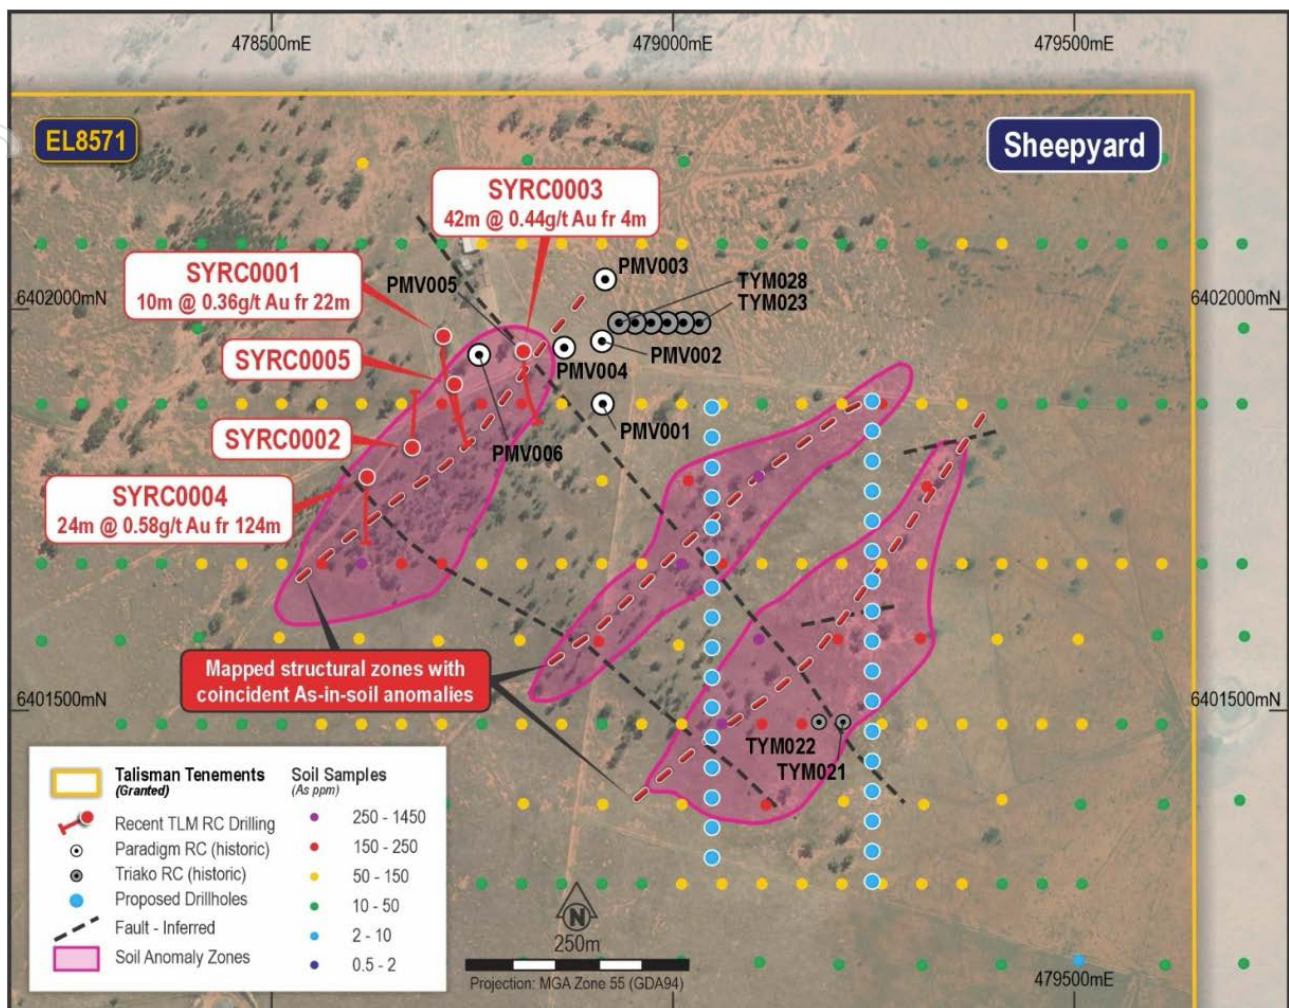 478500mE
479000mE
479500mE
EL8571
Sheepyard
SYRC0003
42m @ 0.44g/t Au fr 4m
SYRC0001
10m @ 0.36g/t Au fr 22m
PMV005
PMV003
TYM028
TYM023
6402000mN
6402000mN
SYRC0005
PMV002
PMV004
SYRC0002
PMV001
PMV006
SYRC0004
24m @ 0.58g/t Au fr 124m
Mapped structural zones with
coincident As-in-soil anomalies
6401500mN
6401500mN
TYM022
TYM021
Talisman Tenements
(Granted)
Recent TLM RC Drilling
Paradigm RC (historic)
Triako RC (historic)
Proposed Drillholes
Fault - Inferred
Soil Anomaly Zones
Soil Samples
(As ppm)
250 - 1450
150 - 250
50 - 150
10 - 50
2 - 10
0.5 - 2
N
250m
Projection: MGA Zone 55 (GDA94)
479500mE